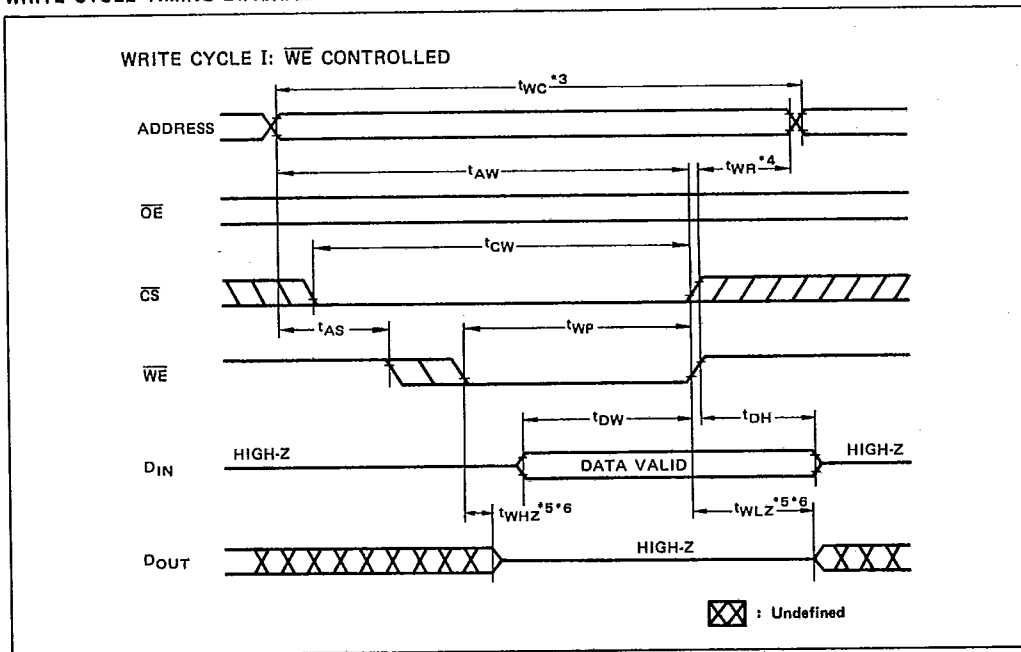 WRITE CYCLE I: WE CONTROLLED
tWC*3
ADDRESS
tAW
tWR*4
OE
tCW
CS
tAS
tWP
WE
tDW
tDH
HIGH-Z
DIN
DATA VALID
HIGH-Z
tWHZ*5*6
tWLZ*5*6
HIGH-Z
DOUT
: Undefined